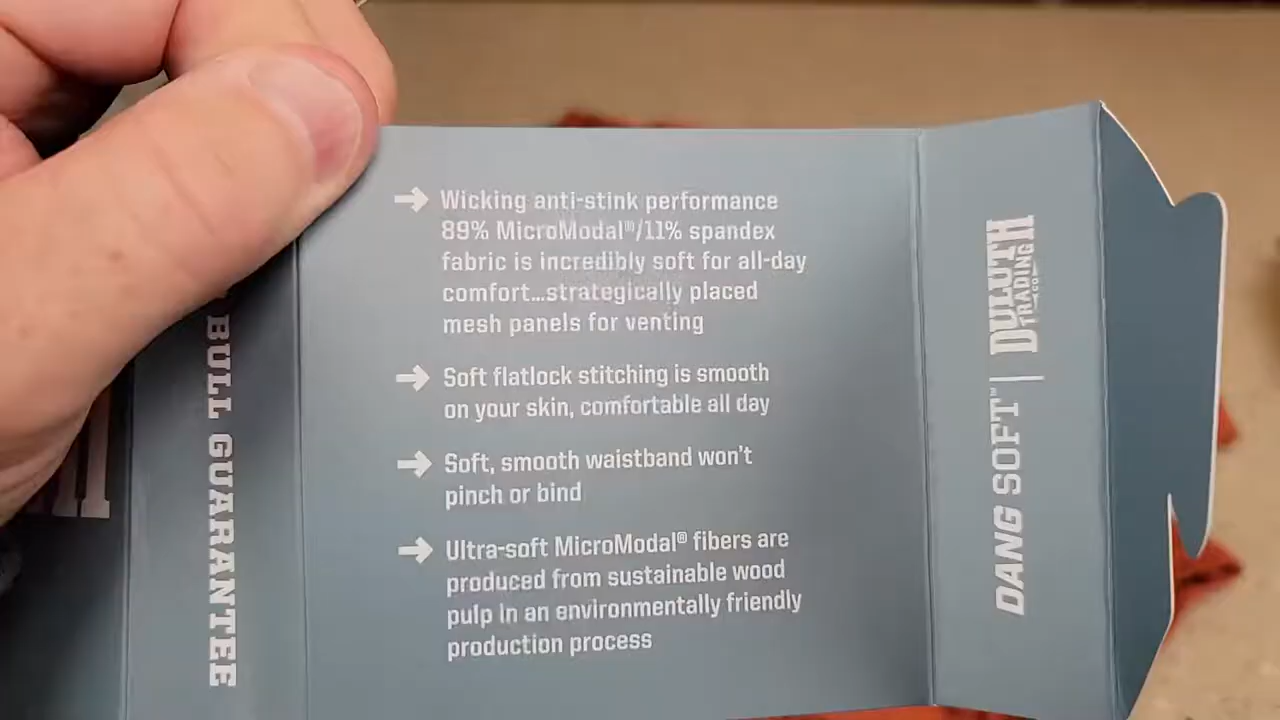 BULL GUARANTEE
Wicking anti-stink performance
89% MicroModal®/11% spandex
fabric is incredibly soft for all-day
comfort...strategically placed
mesh panels for venting
Soft flatlock stitching is smooth
on your skin, comfortable all day
Soft, smooth waistband won't
pinch or bind
Ultra-soft MicroModal® fibers are
produced from sustainable wood
pulp in an environmentally friendly
production process
DANG SOFT™ | DULUTH
TRADING CO